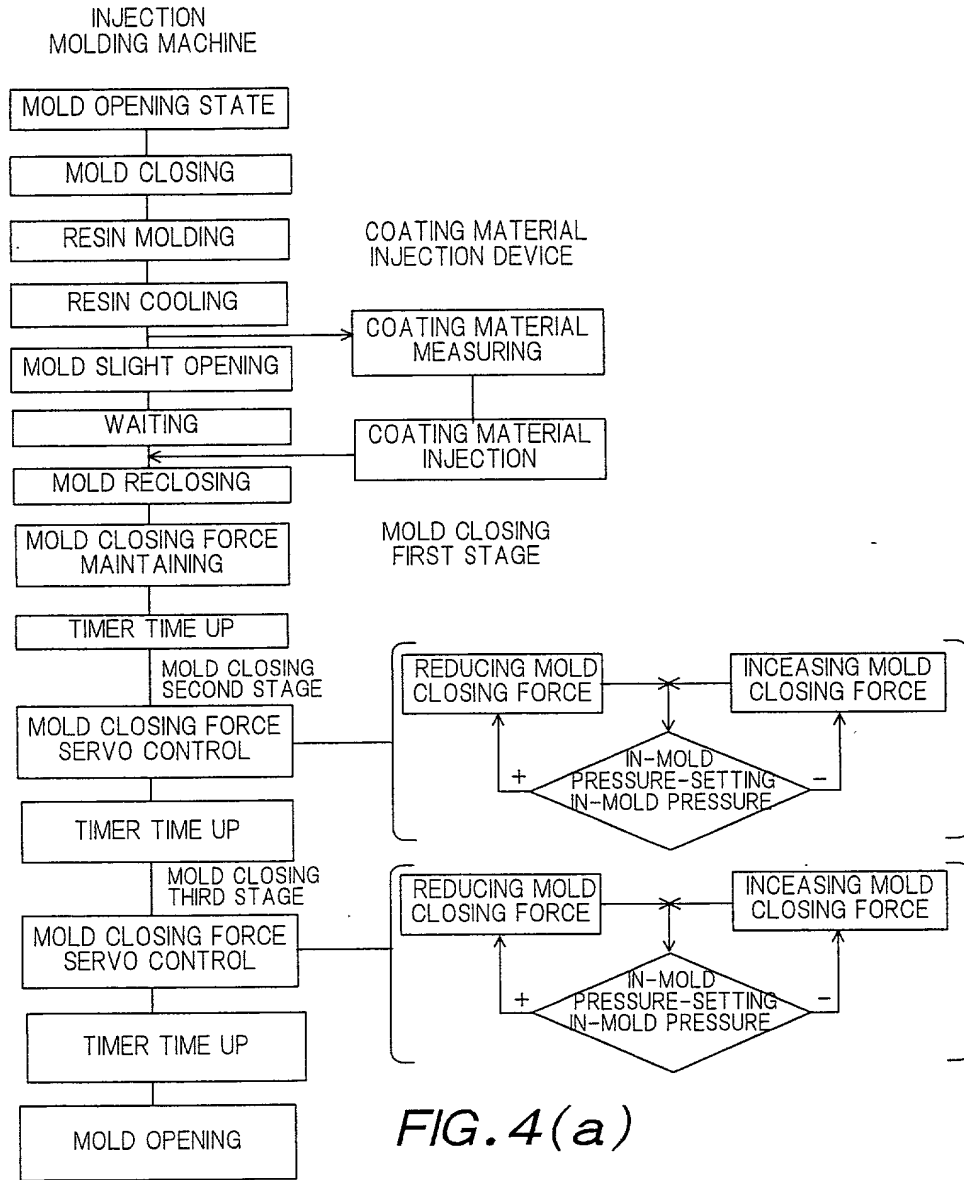 INJECTION
MOLDING MACHINE
MOLD OPENING STATE
MOLD CLOSING
RESIN MOLDING
RESIN COOLING
MOLD SLIGHT OPENING
WAITING
MOLD RECLOSING
MOLD CLOSING FORCE
MAINTAINING
TIMER TIME UP
MOLD CLOSING
SECOND STAGE
MOLD CLOSING FORCE
SERVO CONTROL
TIMER TIME UP
MOLD CLOSING
THIRD STAGE
MOLD CLOSING FORCE
SERVO CONTROL
TIMER TIME UP
MOLD OPENING
COATING MATERIAL
INJECTION DEVICE
COATING MATERIAL
MEASURING
COATING MATERIAL
INJECTION
MOLD CLOSING
FIRST STAGE
REDUCING MOLD
CLOSING FORCE
INCEASING MOLD
CLOSING FORCE
IN-MOLD
PRESSURE-SETTING
IN-MOLD PRESSURE
+
−
REDUCING MOLD
CLOSING FORCE
INCEASING MOLD
CLOSING FORCE
IN-MOLD
PRESSURE-SETTING
IN-MOLD PRESSURE
+
−
FIG.4(a)